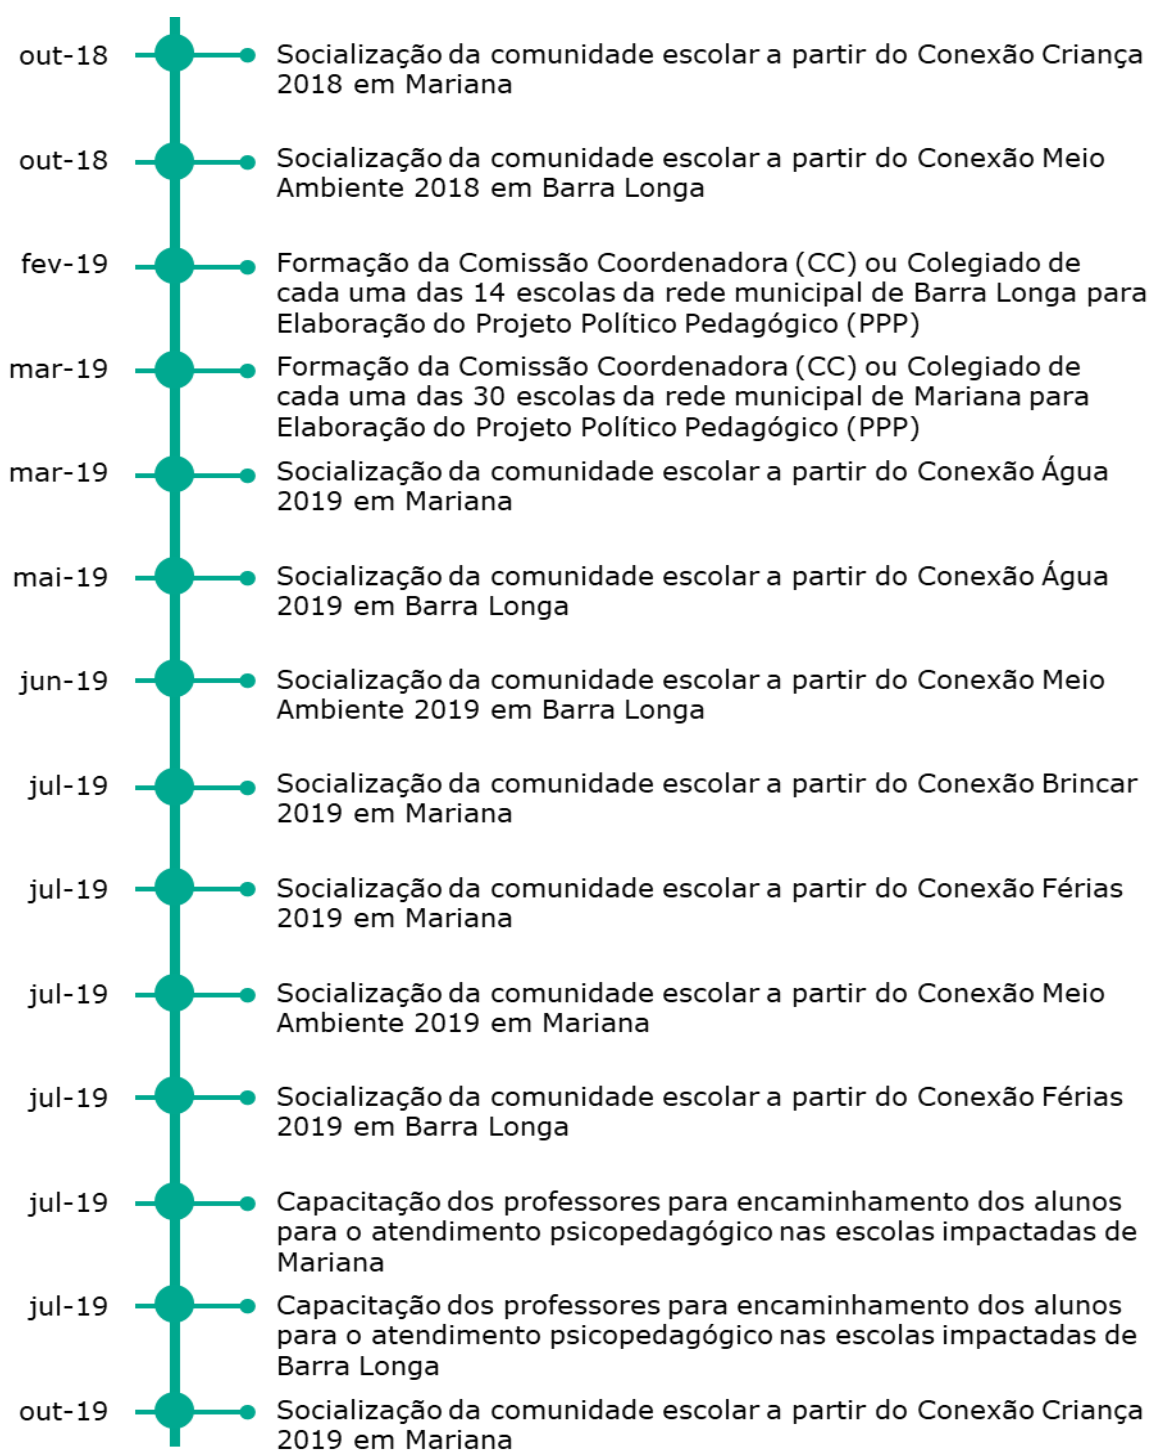 out-18
Socialização da comunidade escolar a partir do Conexão Criança
2018 em Mariana
out-18
Socialização da comunidade escolar a partir do Conexão Meio
Ambiente 2018 em Barra Longa
fev-19
Formação da Comissão Coordenadora (CC) ou Colegiado de
cada uma das 14 escolas da rede municipal de Barra Longa para
Elaboração do Projeto Político Pedagógico (PPP)
mar-19
Formação da Comissão Coordenadora (CC) ou Colegiado de
cada uma das 30 escolas da rede municipal de Mariana para
Elaboração do Projeto Político Pedagógico (PPP)
mar-19
Socialização da comunidade escolar a partir do Conexão Água
2019 em Mariana
mai-19
Socialização da comunidade escolar a partir do Conexão Água
2019 em Barra Longa
jun-19
Socialização da comunidade escolar a partir do Conexão Meio
Ambiente 2019 em Barra Longa
jul-19
Socialização da comunidade escolar a partir do Conexão Brincar
2019 em Mariana
jul-19
Socialização da comunidade escolar a partir do Conexão Férias
2019 em Mariana
jul-19
Socialização da comunidade escolar a partir do Conexão Meio
Ambiente 2019 em Mariana
jul-19
Socialização da comunidade escolar a partir do Conexão Férias
2019 em Barra Longa
jul-19
Capacitação dos professores para encaminhamento dos alunos
para o atendimento psicopedagógico nas escolas impactadas de
Mariana
jul-19
Capacitação dos professores para encaminhamento dos alunos
para o atendimento psicopedagógico nas escolas impactadas de
Barra Longa
out-19
Socialização da comunidade escolar a partir do Conexão Criança
2019 em Mariana